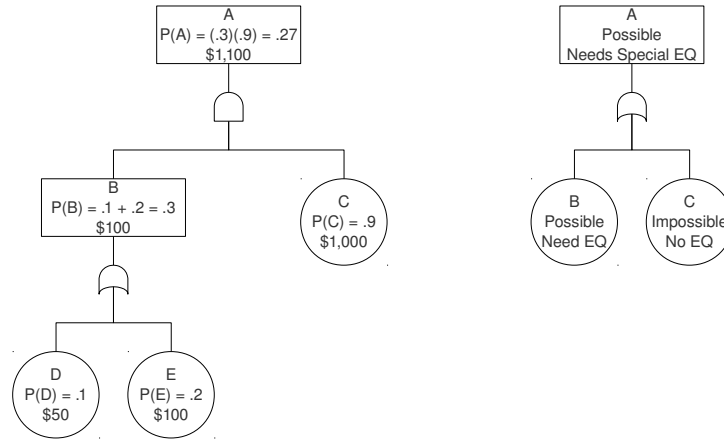 A
P(A) = (.3)(.9) = .27
$1,100
A
Possible
Needs Special EQ
B
P(B) = .1 + .2 = .3
$100
C
P(C) = .9
$1,000
B
Possible
Need EQ
C
Impossible
No EQ
D
P(D) = .1
$50
E
P(E) = .2
$100